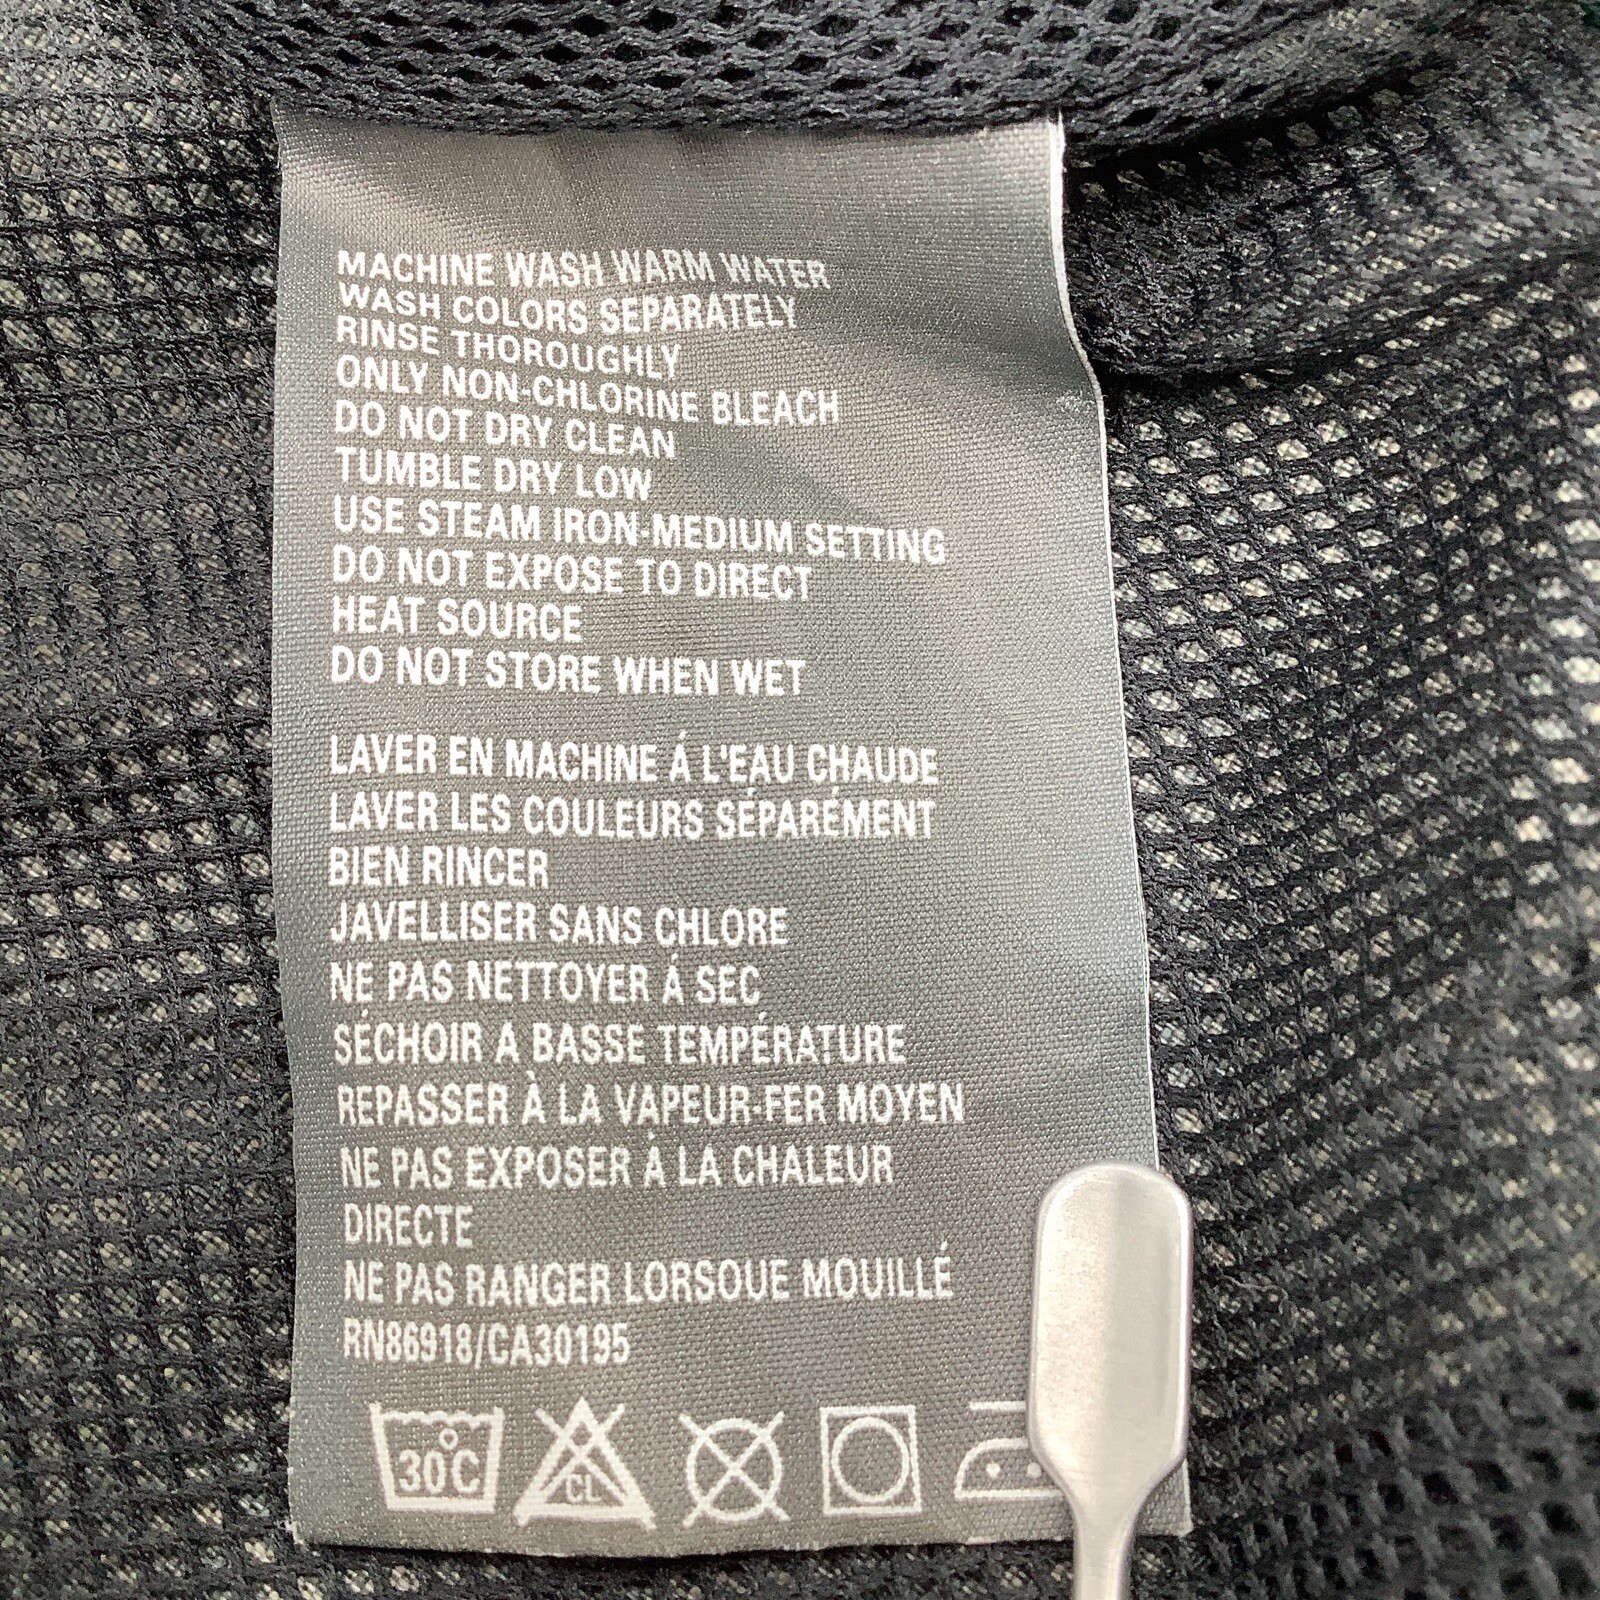 MACHINE WASH WARM WATER
WASH COLORS SEPARATELY
RINSE THOROUGHLY
ONLY NON-CHLORINE BLEACH
DO NOT DRY CLEAN
TUMBLE DRY LOW
USE STEAM IRON-MEDIUM SETTING
DO NOT EXPOSE TO DIRECT
HEAT SOURCE
DO NOT STORE WHEN WET
LAVER EN MACHINE Á L'EAU CHAUDE
LAVER LES COULEURS SÉPARÉMENT
BIEN RINCER
JAVELLISER SANS CHLORE
NE PAS NETTOYER Á SEC
SÉCHOIR A BASSE TEMPÉRATURE
REPASSER À LA VAPEUR-FER MOYEN
NE PAS EXPOSER À LA CHALEUR
DIRECTE
NE PAS RANGER LORSOUE MOUILLÉ
RN86918/CA30195
30°C CL